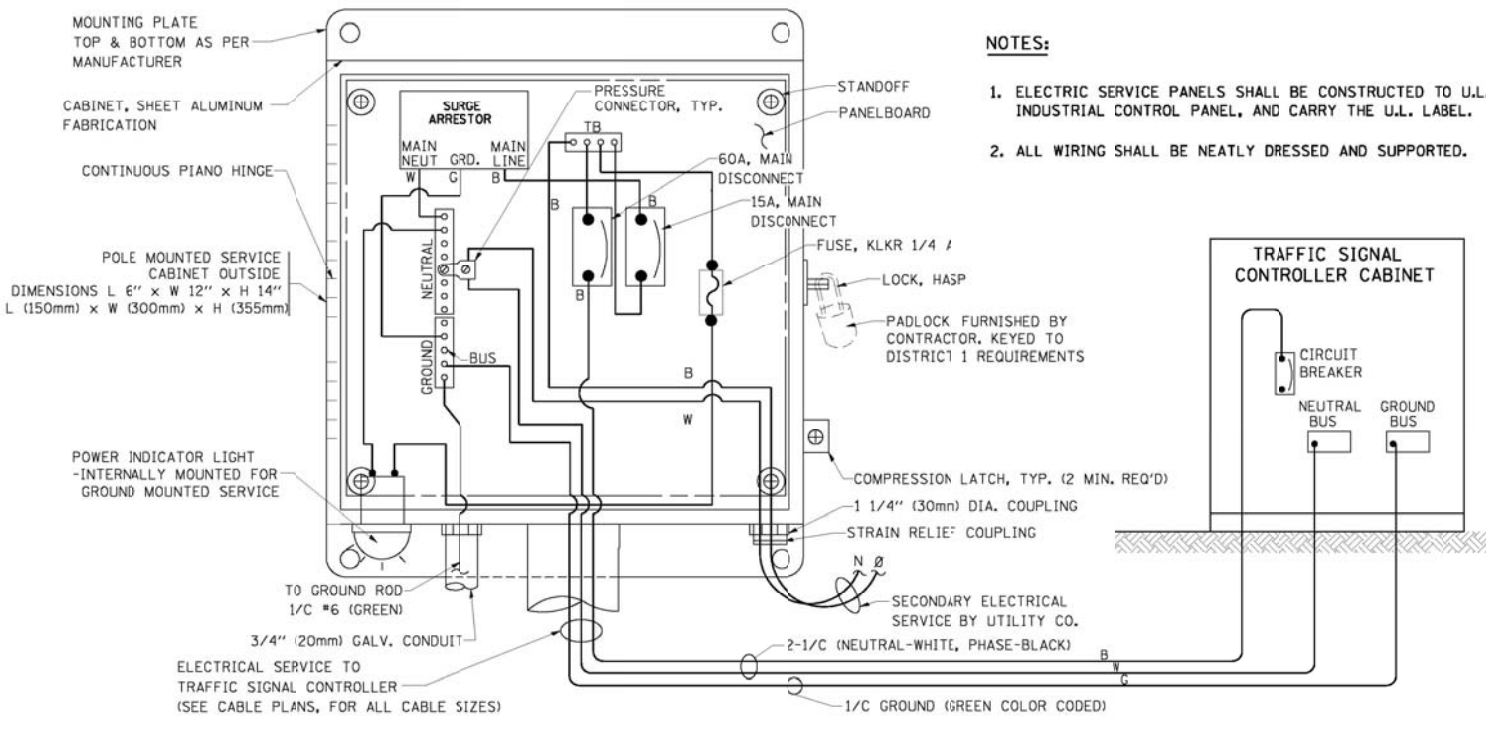 MOUNTING PLATE
TOP & BOTTOM AS PER
MANUFACTURER
CABINET, SHEET ALUMINUM
FABRICATION
CONTINUOUS PIANO HINGE
POLE MOUNTED SERVICE
CABINET OUTSIDE
DIMENSIONS L 6" x W 12" x H 14"
L (150mm) x W (300mm) x H (355mm)
POWER INDICATOR LIGHT
-INTERNALLY MOUNTED FOR
GROUND MOUNTED SERVICE
SURGE
ARRESTOR
MAIN
NEUT
GRD.
MAIN
LINE
W
G
B
PRESSURE
CONNECTOR, TYP.
TB
60A, MAIN
DISCONNECT
15A, MAIN
DISCONNECT
B
B
B
NEUTRAL
GROUND
BUS
B
W
STANDOFF
PANELBOARD
FUSE, KLKR 1/4 A
LOCK, HASP
PADLOCK FURNISHED BY
CONTRACTOR, KEYED TO
DISTRICT 1 REQUIREMENTS
COMPRESSION LATCH, TYP. (2 MIN. REQ'D)
1 1/4" (30mm) DIA. COUPLING
STRAIN RELIEF COUPLING
N Ø
SECONDARY ELECTRICAL
SERVICE BY UTILITY CO.
TO GROUND ROD
1/C #6 (GREEN)
3/4" (20mm) GALV. CONDUIT
ELECTRICAL SERVICE TO
TRAFFIC SIGNAL CONTROLLER
(SEE CABLE PLANS, FOR ALL CABLE SIZES)
2-1/C (NEUTRAL-WHITE, PHASE-BLACK)
B
W
G
1/C GROUND (GREEN COLOR CODED)
NOTES:
1. ELECTRIC SERVICE PANELS SHALL BE CONSTRUCTED TO U.L.
INDUSTRIAL CONTROL PANEL, AND CARRY THE U.L. LABEL.
2. ALL WIRING SHALL BE NEATLY DRESSED AND SUPPORTED.
TRAFFIC SIGNAL
CONTROLLER CABINET
CIRCUIT
BREAKER
NEUTRAL
BUS
GROUND
BUS